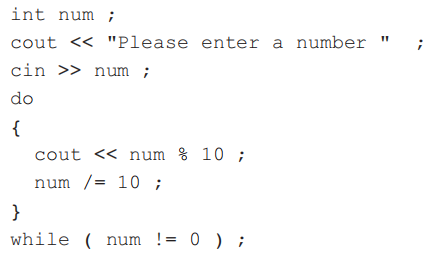 int num ;
cout << "Please enter a number "  ;
cin >> num ;
do
{
  cout << num % 10 ;
  num /= 10 ;
}
while ( num != 0 ) ;